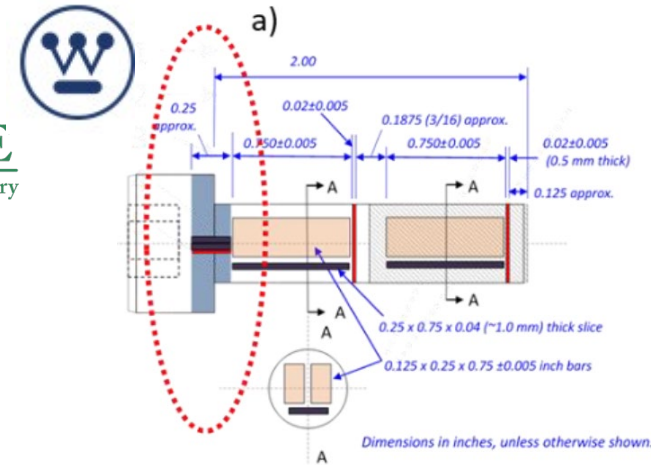 a)
2.00
E
ry
0.25
approx.
0.02±0.005
0.1875 (3/16) approx.
0.750±0.005
0.750±0.005
0.02±0.005
(0.5 mm thick)
0.125 approx.
A
A
A
A
A
0.25 x 0.75 x 0.04 (~1.0 mm) thick slice
0.125 x 0.25 x 0.75 ±0.005 inch bars
A
Dimensions in inches, unless otherwise shown.